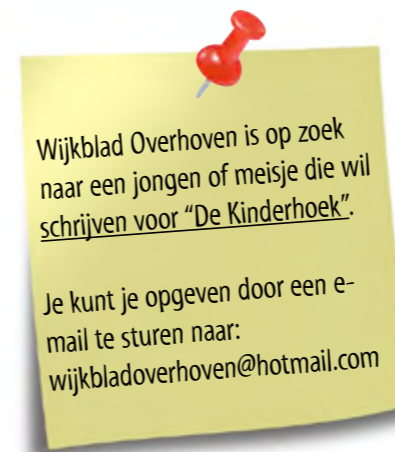 Wijkblad Overhoven is op zoek
naar een jongen of meisje die wil
schrijven voor “De Kinderhoek”.
Je kunt je opgeven door een e-
mail te sturen naar:
wijkbladoverhoven@hotmail.com